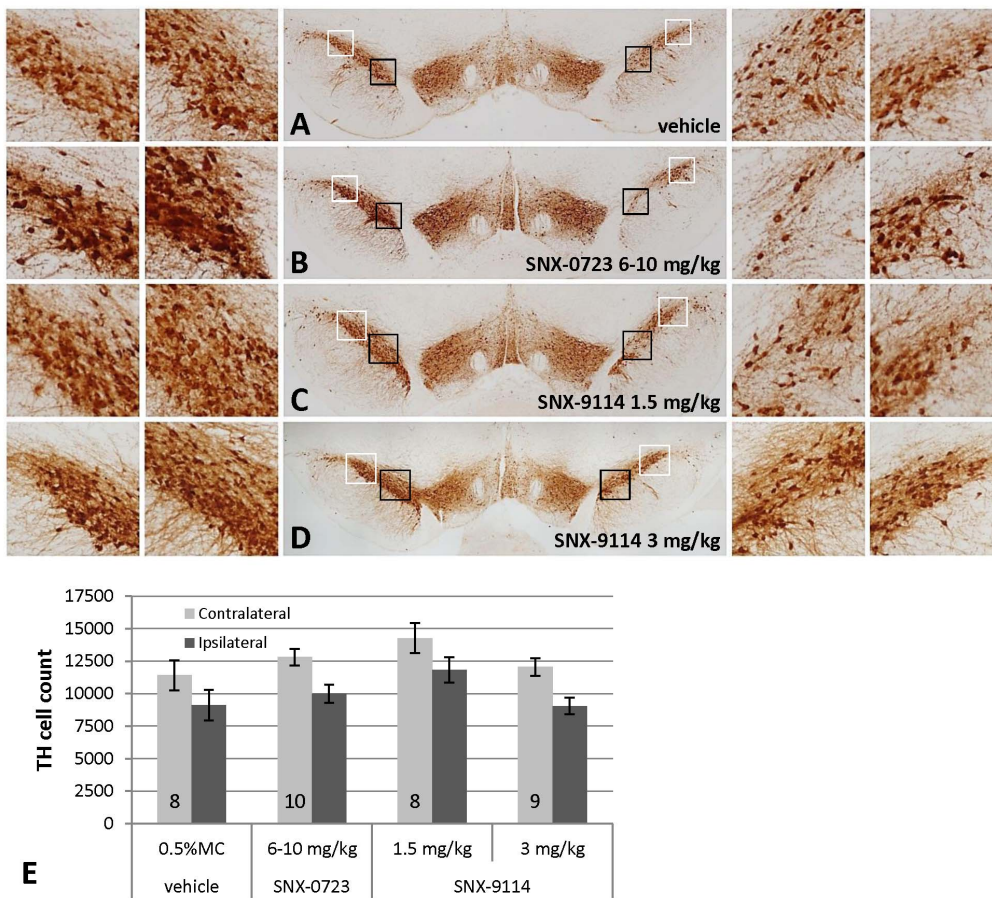 A
vehicle
B
SNX-0723 6-10 mg/kg
C
SNX-9114 1.5 mg/kg
D
SNX-9114 3 mg/kg
E
TH cell count
17500
15000
12500
10000
7500
5000
2500
0
Contralateral
Ipsilateral
8
10
8
9
0.5%MC
6-10 mg/kg
1.5 mg/kg
3 mg/kg
vehicle
SNX-0723
SNX-9114